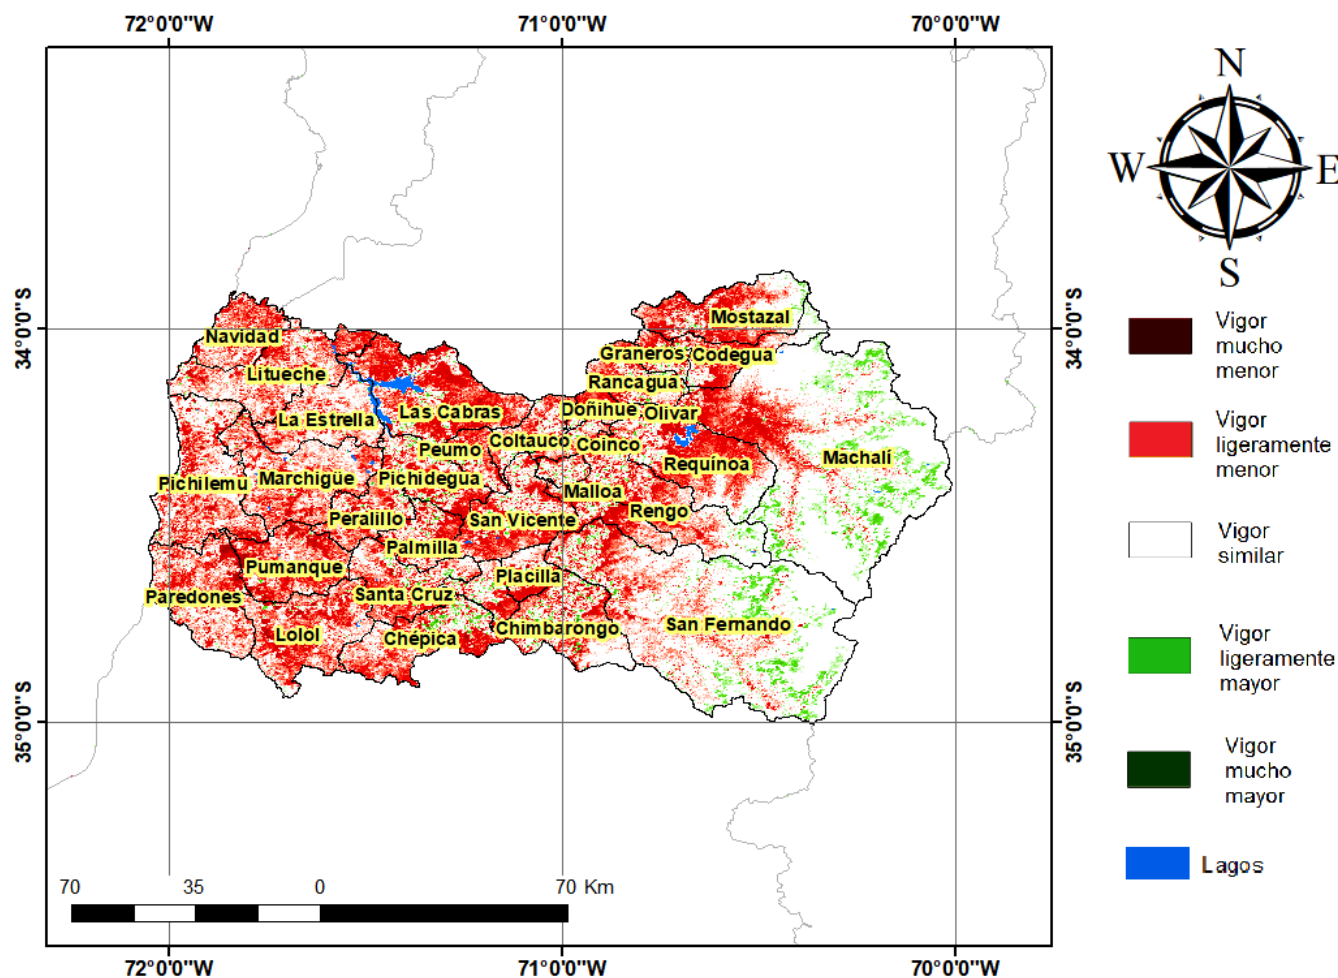 72°0'0"W
71°0'0"W
70°0'0"W
N
W
E
S
34°0'0"S
34°0'0"S
35°0'0"S
35°0'0"S
Mostazal
Navidad
Graneros
Codegua
Litueche
Rancagua
La Estrella
Las Cabras
Doñihue
Olivar
Coltauco
Coinco
Peumo
Machalí
Requinoa
Pichilemu
Marchigüe
Pichidegua
Malloa
Rengo
Peralillo
San Vicente
Palmilla
Pumanque
Placilla
Paredones
Santa Cruz
Lolol
Chépica
Chimbarongo
San Fernando
Vigor
mucho
menor
Vigor
ligeramente
menor
Vigor
similar
Vigor
ligeramente
mayor
Vigor
mucho
mayor
Lagos
70
35
0
70 Km
72°0'0"W
71°0'0"W
70°0'0"W